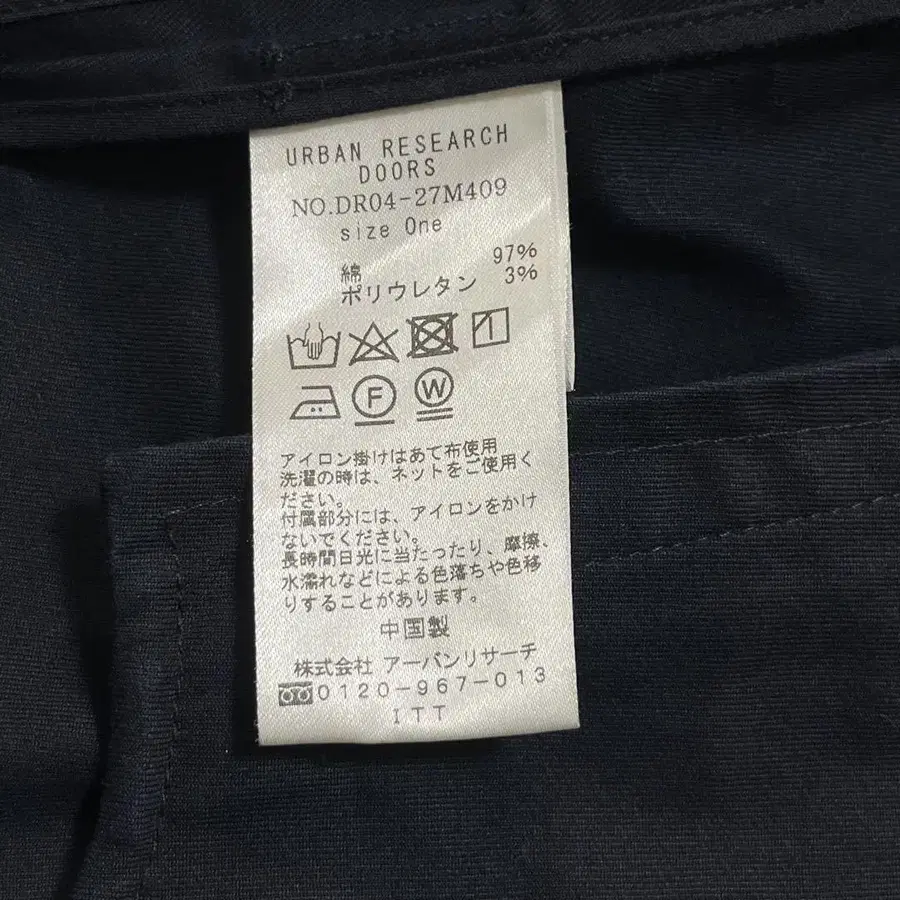 URBAN RESEARCH
DOORS
NO.DR04-27M409
size One
綿 97%
ポリウレタン 3%
F W
アイロン掛けはあて布使用
洗濯の時は、ネットをご使用く
ださい。
付属部分には、アイロンをかけ
ないでください。
長時間日光に当たったり、摩擦、
水濡れなどによる色落ちや色移
りすることがあります。
中国製
株式会社 アーバンリサーチ
0120-967-013
ITT